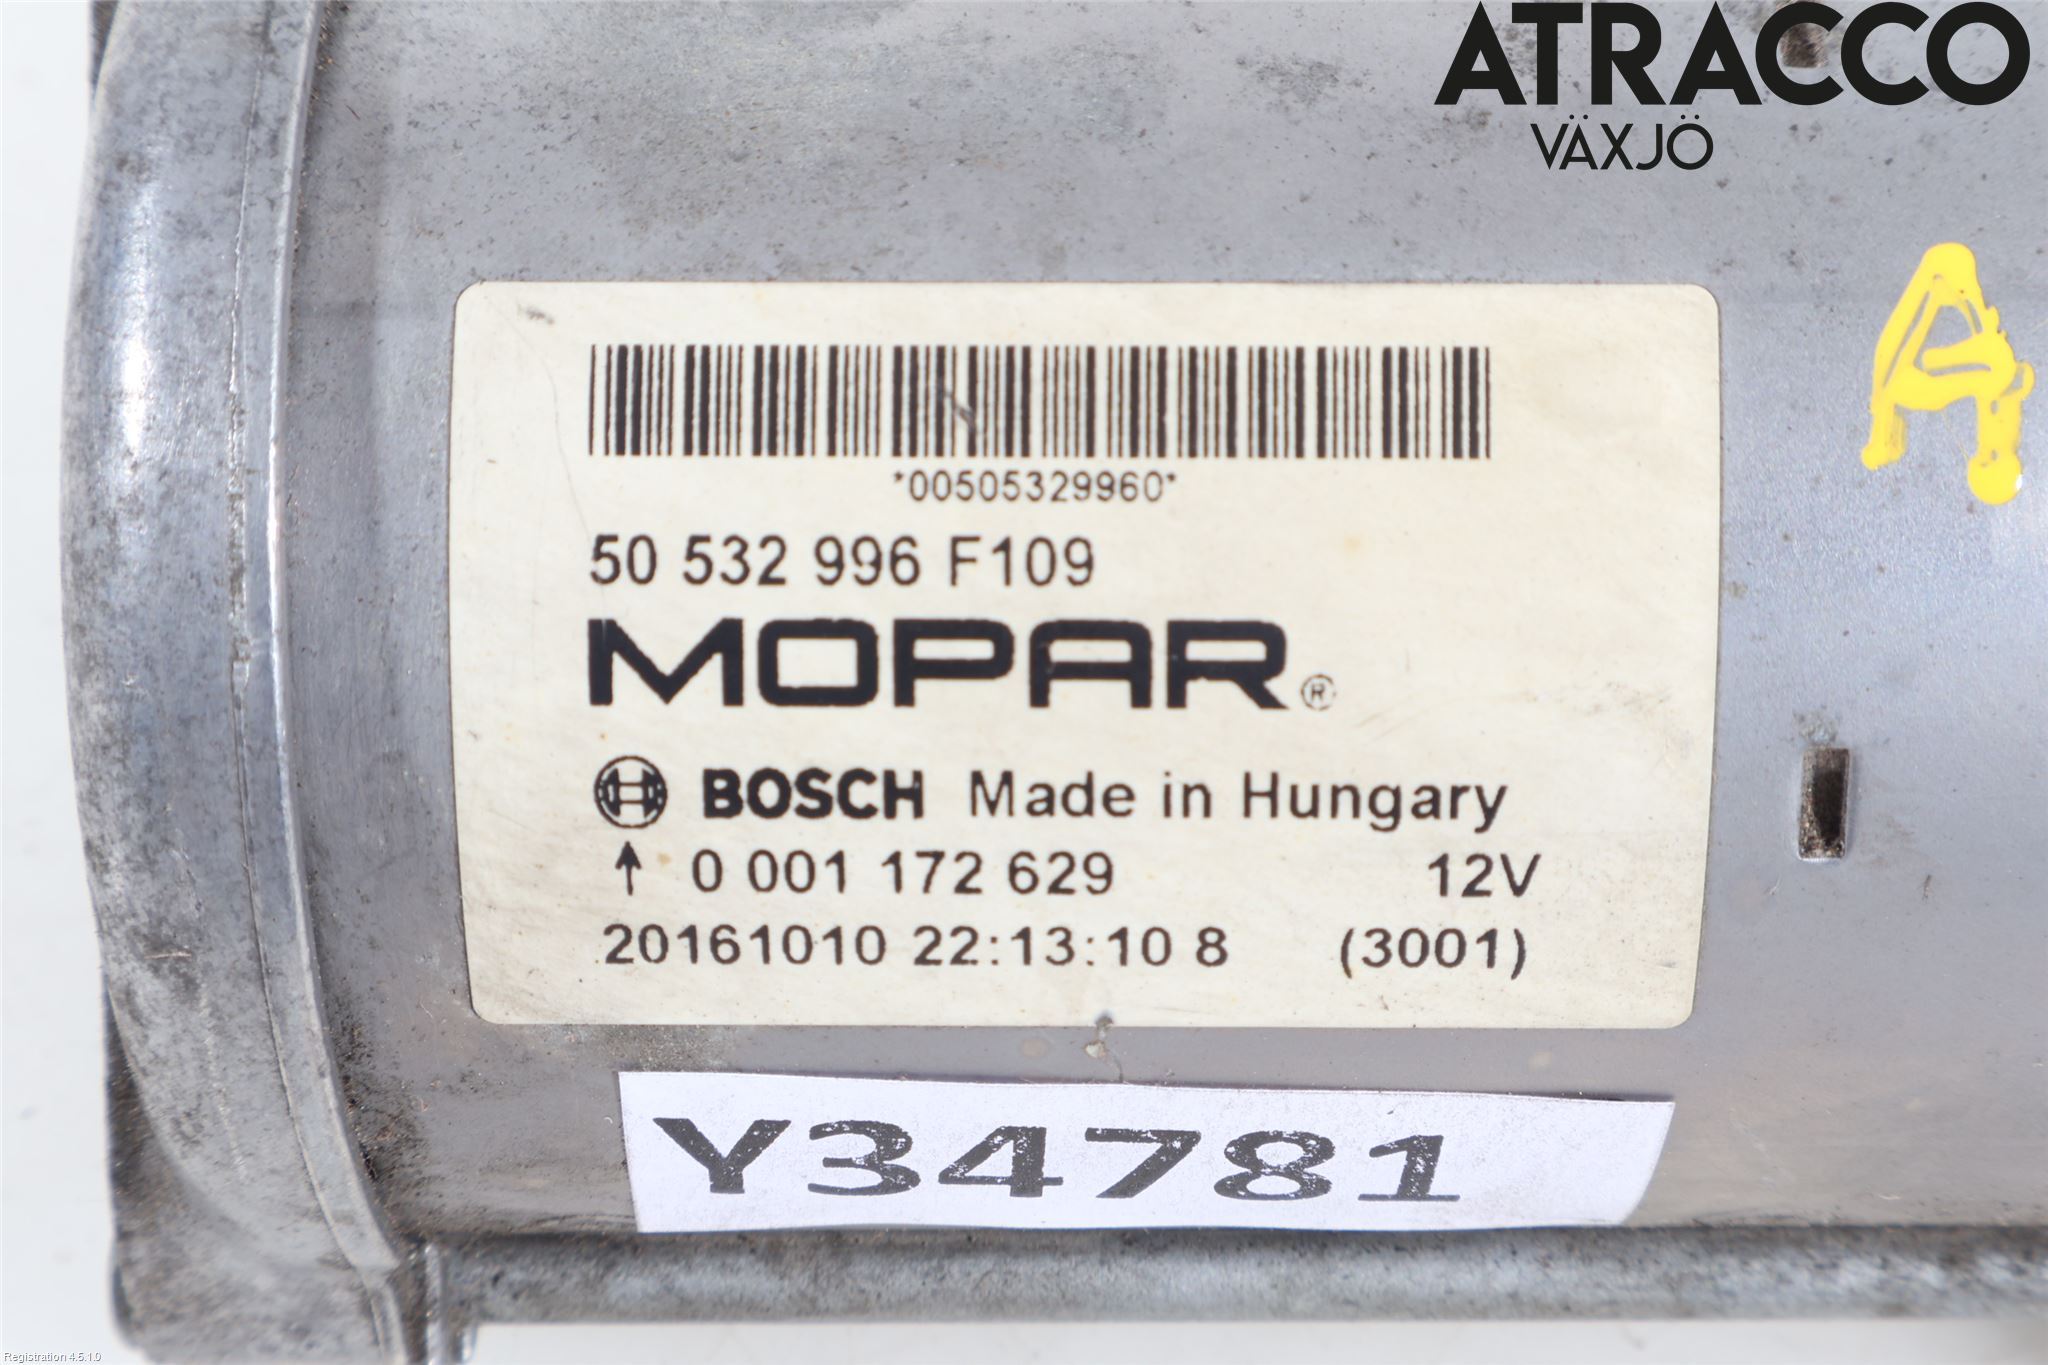 ATRACCO
VÄXJÖ
A
*00505329960*
50 532 996 F109
MOPAR®
BOSCH Made in Hungary
↑ 0 001 172 629 12V
20161010 22:13:10 8 (3001)
Y34781
Registration 4.5.1.0